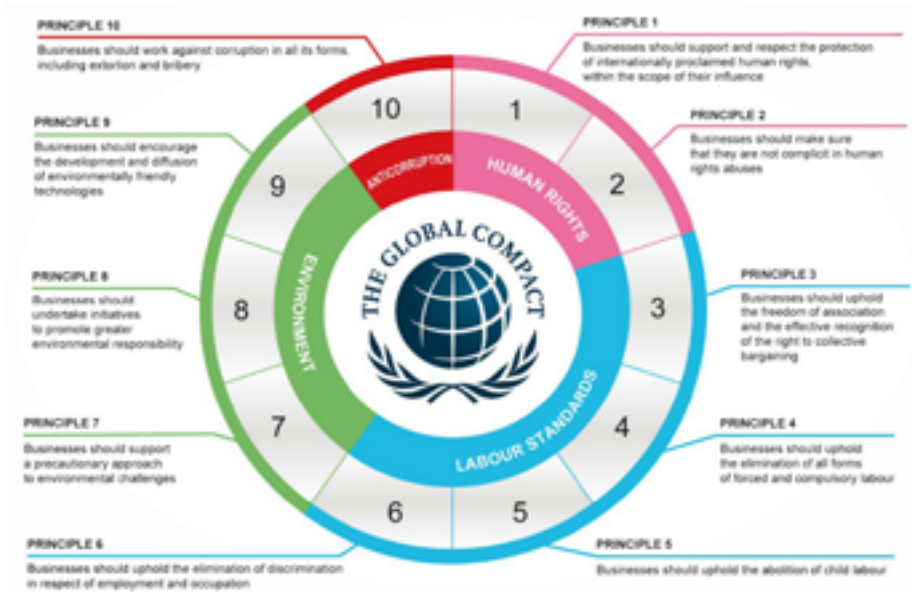 PRINCIPLE 10
Businesses should work against corruption in all its forms,
including extortion and bribery
PRINCIPLE 1
Businesses should support and respect the protection
of internationally proclaimed human rights,
within the scope of their influence
PRINCIPLE 9
Businesses should encourage
the development and diffusion
of environmentally friendly
technologies
PRINCIPLE 2
Businesses should make sure
that they are not complicit in human
rights abuses
PRINCIPLE 8
Businesses should
undertake initiatives
to promote greater
environmental responsibility
PRINCIPLE 3
Businesses should uphold
the freedom of association
and the effective recognition
of the right to collective
bargaining
PRINCIPLE 7
Businesses should support
a precautionary approach
to environmental challenges
PRINCIPLE 4
Businesses should uphold
the elimination of all forms
of forced and compulsory labour
PRINCIPLE 6
Businesses should uphold the elimination of discrimination
in respect of employment and occupation
PRINCIPLE 5
Businesses should uphold the abolition of child labour
10
1
2
3
4
5
6
7
8
9
ANTICORRUPTION
HUMAN RIGHTS
LABOUR STANDARDS
ENVIRONMENT
THE GLOBAL COMPACT